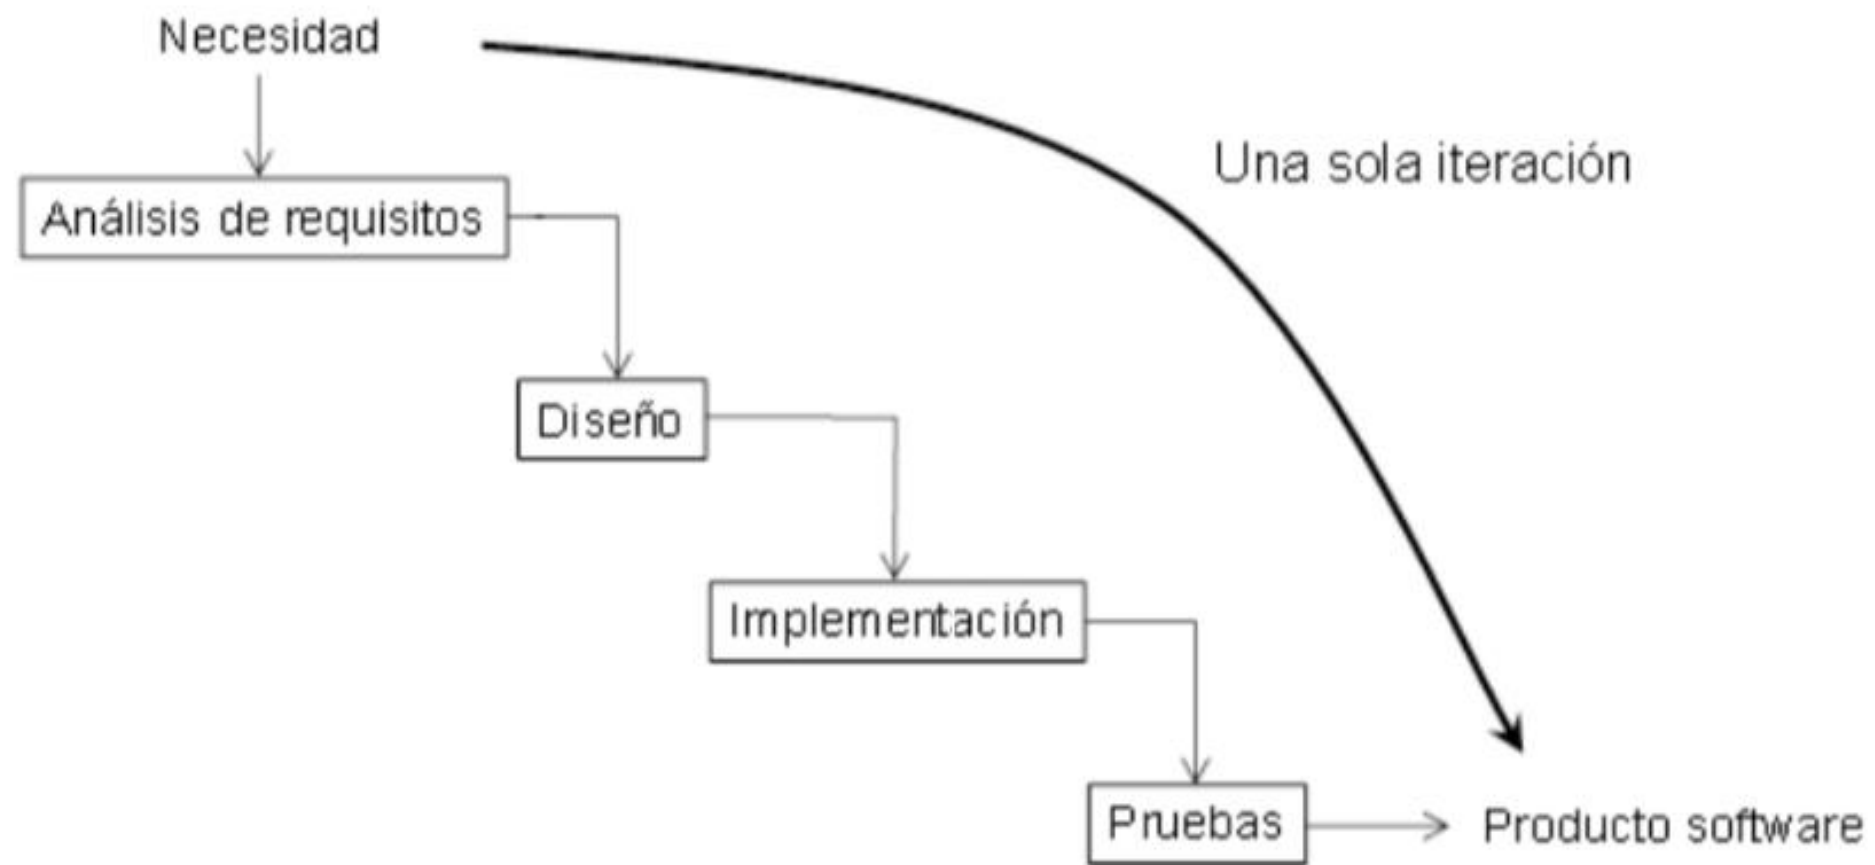 Necesidad
Una sola iteración
Análisis de requisitos
Diseño
Implementación
Pruebas
Producto software